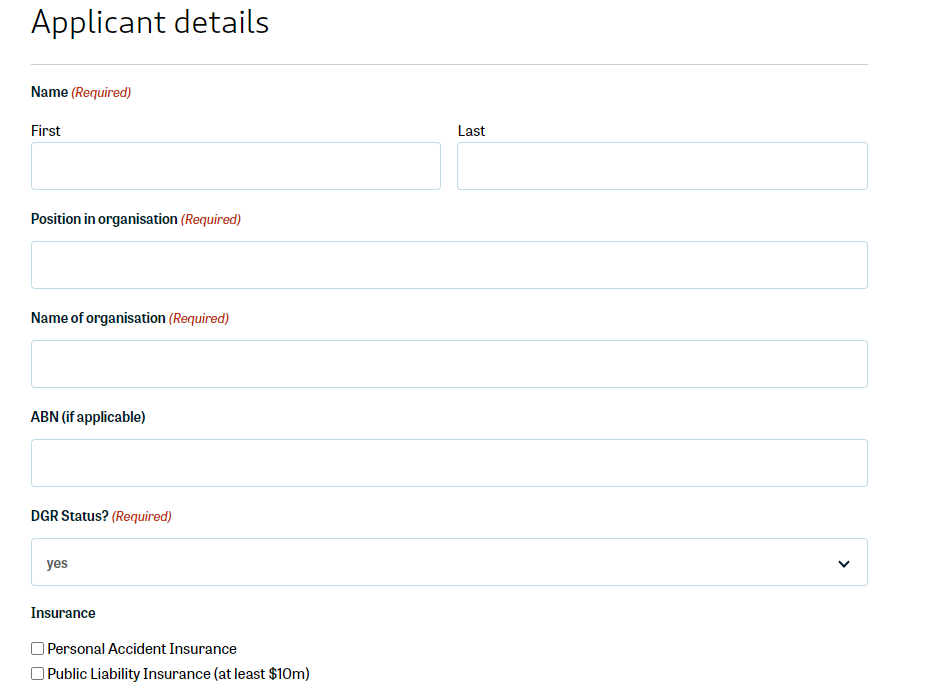 Applicant details
Name (Required)
First Last
Position in organisation (Required)
Name of organisation (Required)
ABN (if applicable)
DGR Status? (Required)
yes
Insurance
Personal Accident Insurance
Public Liability Insurance (at least $10m)